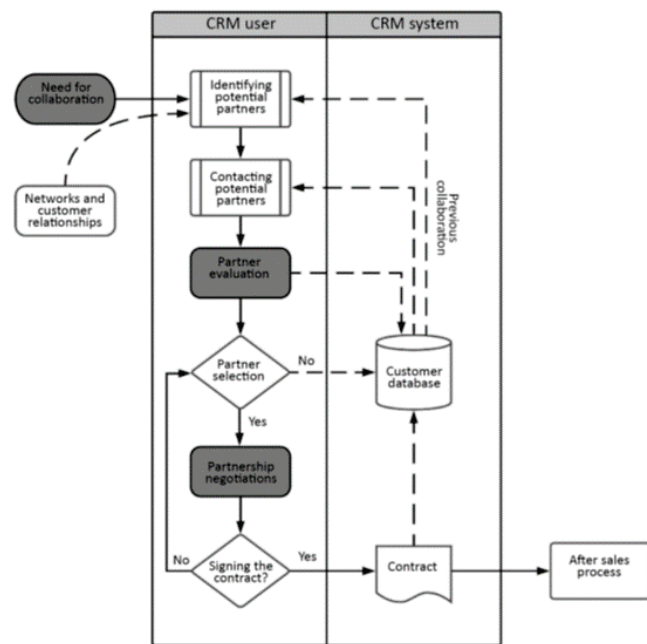 CRM user
CRM system
Need for
collaboration
Identifying
potential
partners
Networks and
customer
relationships
Contacting
potential
partners
Previous
collaboration
Partner
evaluation
Partner
selection
No
Customer
database
Yes
Partnership
negotiations
No
Signing the
contract?
Yes
Contract
After sales
process